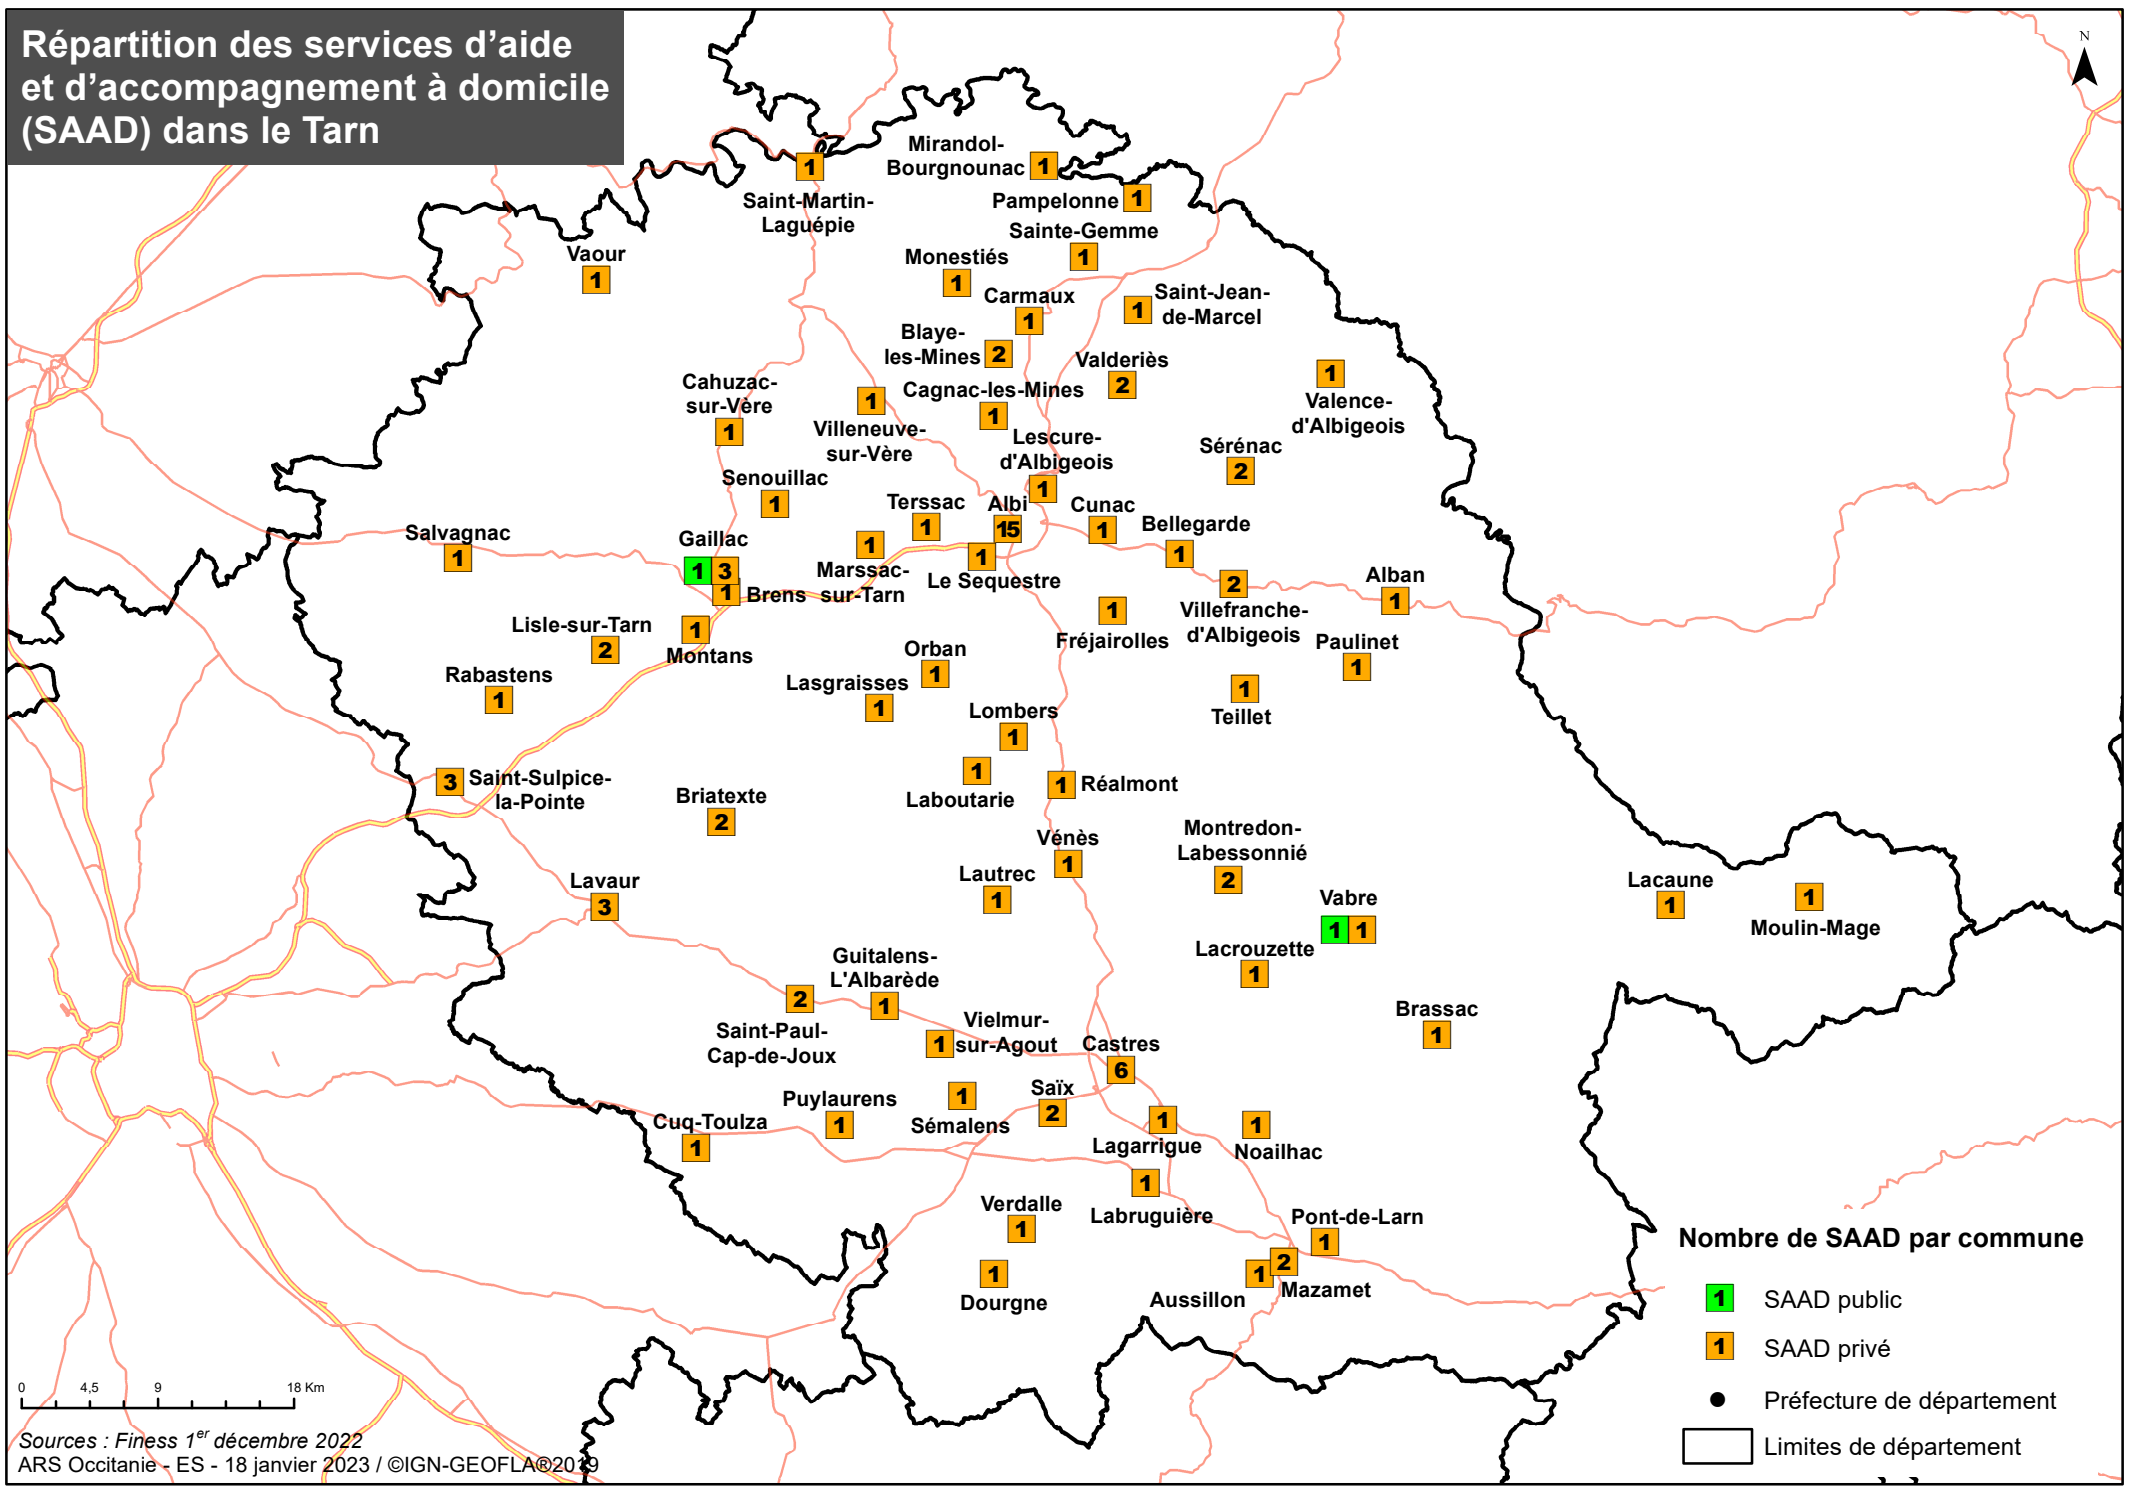 Répartition des services d’aide
et d’accompagnement à domicile
(SAAD) dans le Tarn
N
Mirandol-
Bourgnounac 1
1
Saint-Martin-
Laguépie
Pampelonne 1
Sainte-Gemme
1
Vaour
1
Monestiés
1
Carmaux
1
Saint-Jean-
de-Marcel
1
Blaye-
les-Mines 2
Valderiès
2
1
Valence-
d'Albigeois
Cahuzac-
sur-Vère
1
1
Villeneuve-
sur-Vère
Cagnac-les-Mines
1
Lescure-
d'Albigeois
1
Sérénac
2
Senouillac
1
Terssac
1
Albi
15
Cunac
1
Bellegarde
1
Salvagnac
1
Gaillac
1 3
1 Brens
1
Marssac-
sur-Tarn
1
Le Sequestre
2
Villefranche-
d'Albigeois
Alban
1
1
Fréjairolles
Paulinet
1
Lisle-sur-Tarn
2
1
Montans
Orban
1
Rabastens
1
Lasgraisses
1
1
Teillet
Lombers
1
3 Saint-Sulpice-
la-Pointe
1
Laboutarie
1 Réalmont
Briatexte
2
Vénès
1
Montredon-
Labessonnié
2
Lavaur
3
Lautrec
1
Vabre
1 1
Lacaune
1
1
Moulin-Mage
Lacrouzette
1
Guitalens-
L'Albarède
1
2
Saint-Paul-
Cap-de-Joux
Brassac
1
1 Vielmur-
sur-Agout
Castres
6
Puylaurens
1
1
Sémalens
Saïx
2
Cuq-Toulza
1
1
Lagarrigue
1
Noailhac
1
Labruguière
Verdalle
1
Pont-de-Larn
1
1
Dourgne
2
Mazamet
1
Aussillon
Nombre de SAAD par commune
1 SAAD public
1 SAAD privé
Préfecture de département
Limites de département
0 4,5 9 18 Km
Sources : Finess 1er décembre 2022
ARS Occitanie - ES - 18 janvier 2023 / ©IGN-GEOFLA®2019